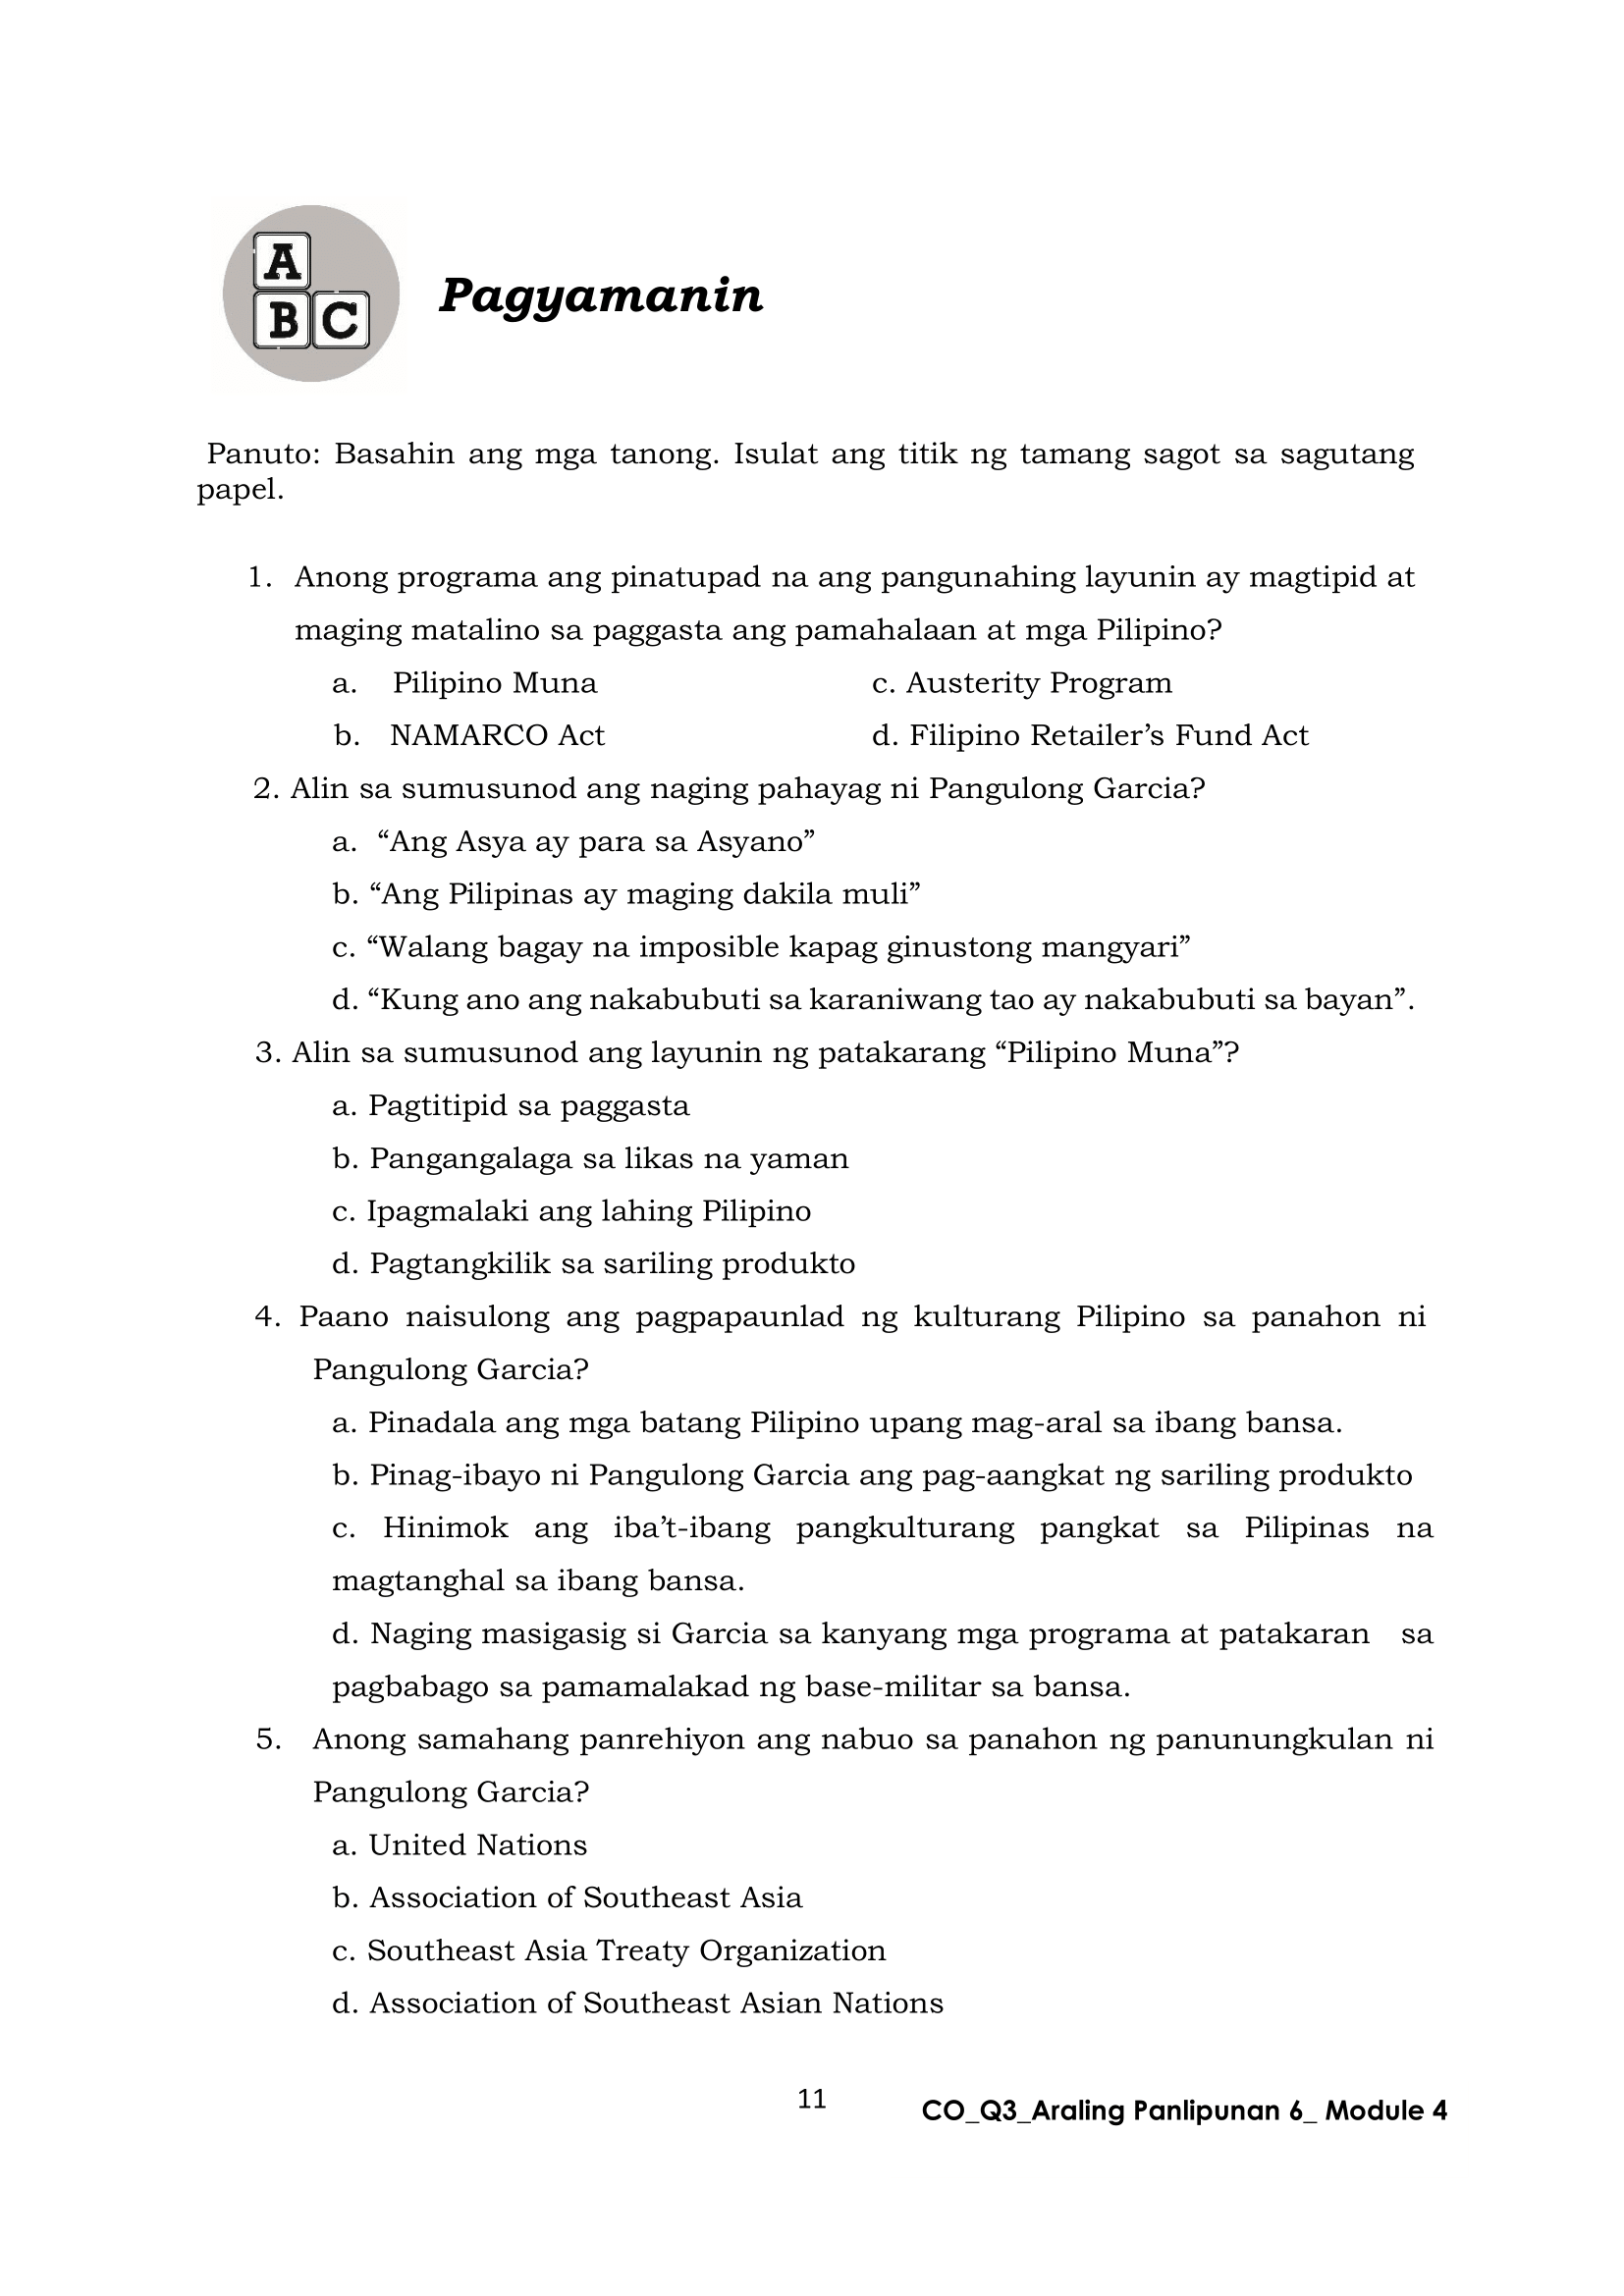 A
B C
Pagyamanin
Panuto: Basahin ang mga tanong. Isulat ang titik ng tamang sagot sa sagutang
papel.
1. Anong programa ang pinatupad na ang pangunahing layunin ay magtipid at
maging matalino sa paggasta ang pamahalaan at mga Pilipino?
a. Pilipino Muna c. Austerity Program
b. NAMARCO Act d. Filipino Retailer’s Fund Act
2. Alin sa sumusunod ang naging pahayag ni Pangulong Garcia?
a. “Ang Asya ay para sa Asyano”
b. “Ang Pilipinas ay maging dakila muli”
c. “Walang bagay na imposible kapag ginustong mangyari”
d. “Kung ano ang nakabubuti sa karaniwang tao ay nakabubuti sa bayan”.
3. Alin sa sumusunod ang layunin ng patakarang “Pilipino Muna”?
a. Pagtitipid sa paggasta
b. Pangangalaga sa likas na yaman
c. Ipagmalaki ang lahing Pilipino
d. Pagtangkilik sa sariling produkto
4. Paano naisulong ang pagpapaunlad ng kulturang Pilipino sa panahon ni
Pangulong Garcia?
a. Pinadala ang mga batang Pilipino upang mag-aral sa ibang bansa.
b. Pinag-ibayo ni Pangulong Garcia ang pag-aangkat ng sariling produkto
c. Hinimok ang iba’t-ibang pangkulturang pangkat sa Pilipinas na
magtanghal sa ibang bansa.
d. Naging masigasig si Garcia sa kanyang mga programa at patakaran sa
pagbabago sa pamamalakad ng base-militar sa bansa.
5. Anong samahang panrehiyon ang nabuo sa panahon ng panunungkulan ni
Pangulong Garcia?
a. United Nations
b. Association of Southeast Asia
c. Southeast Asia Treaty Organization
d. Association of Southeast Asian Nations
11
CO_Q3_Araling Panlipunan 6_ Module 4